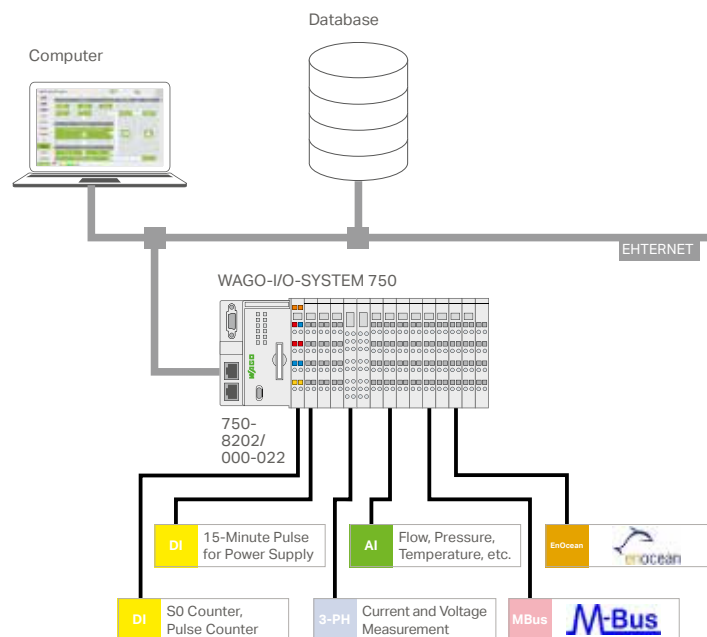 Database
Computer
EHTERNET
WAGO-I/O-SYSTEM 750
WAGO
750-
8202/
000-022
DI
15-Minute Pulse
for Power Supply
AI
Flow, Pressure,
Temperature, etc.
EnOcean
enocean
DI
S0 Counter,
Pulse Counter
3-PH
Current and Voltage
Measurement
MBus
M-Bus